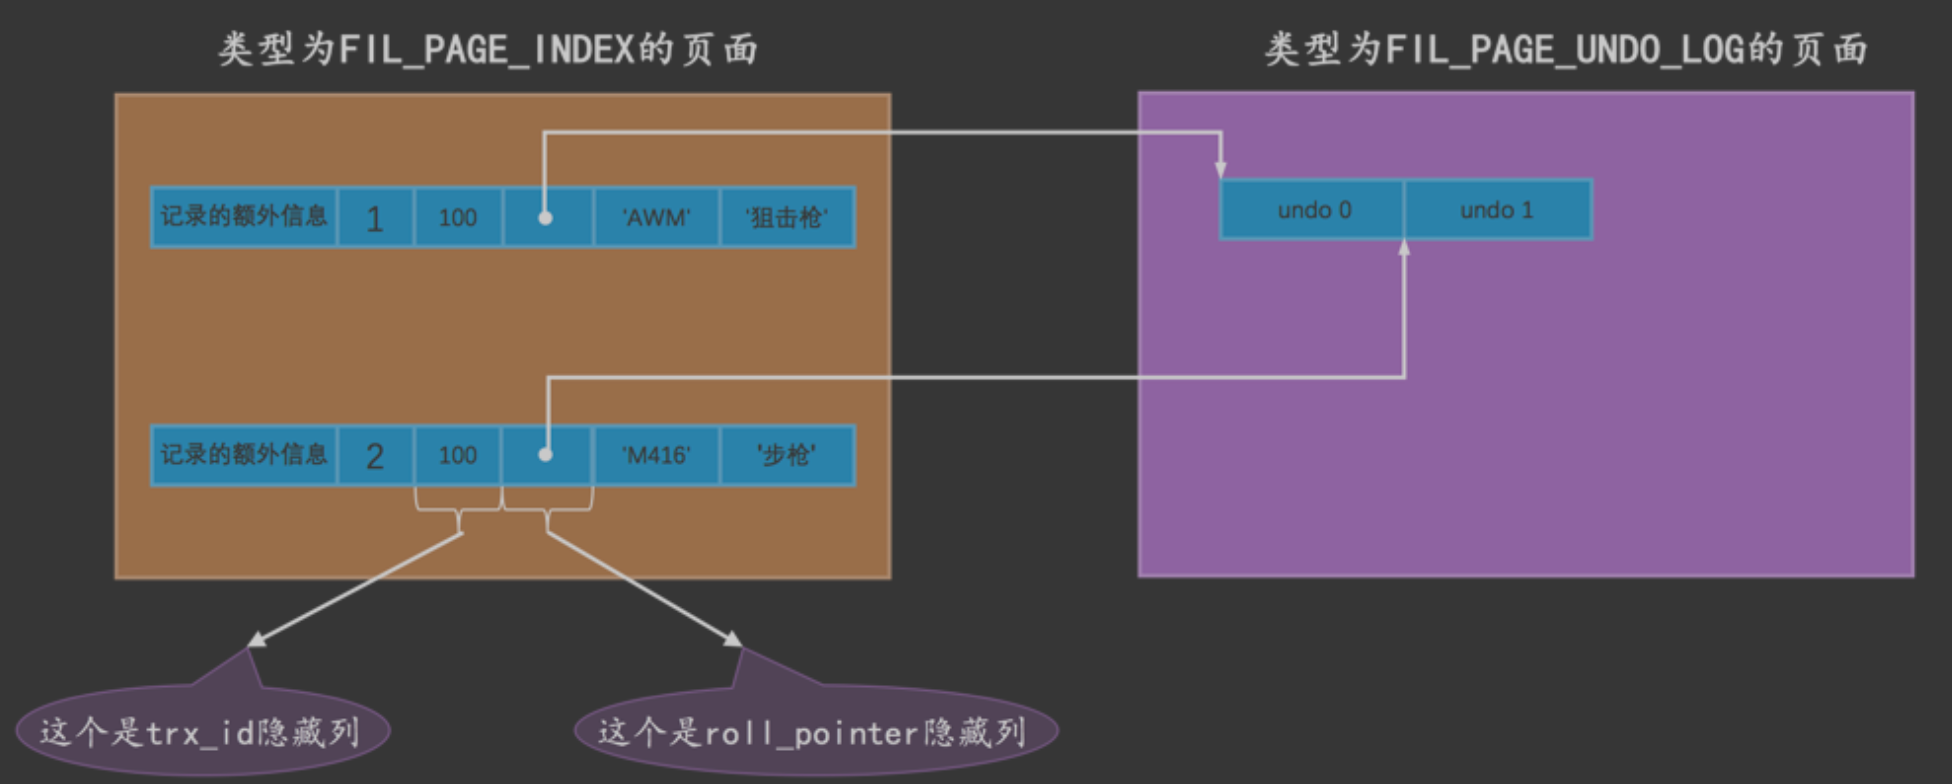 类型为FIL_PAGE_INDEX的页面
类型为FIL_PAGE_UNDO_LOG的页面
记录的额外信息 1 100 'AWM' '狙击枪'
undo 0 undo 1
记录的额外信息 2 100 'M416' '步枪'
这个是trx_id隐藏列
这个是roll_pointer隐藏列